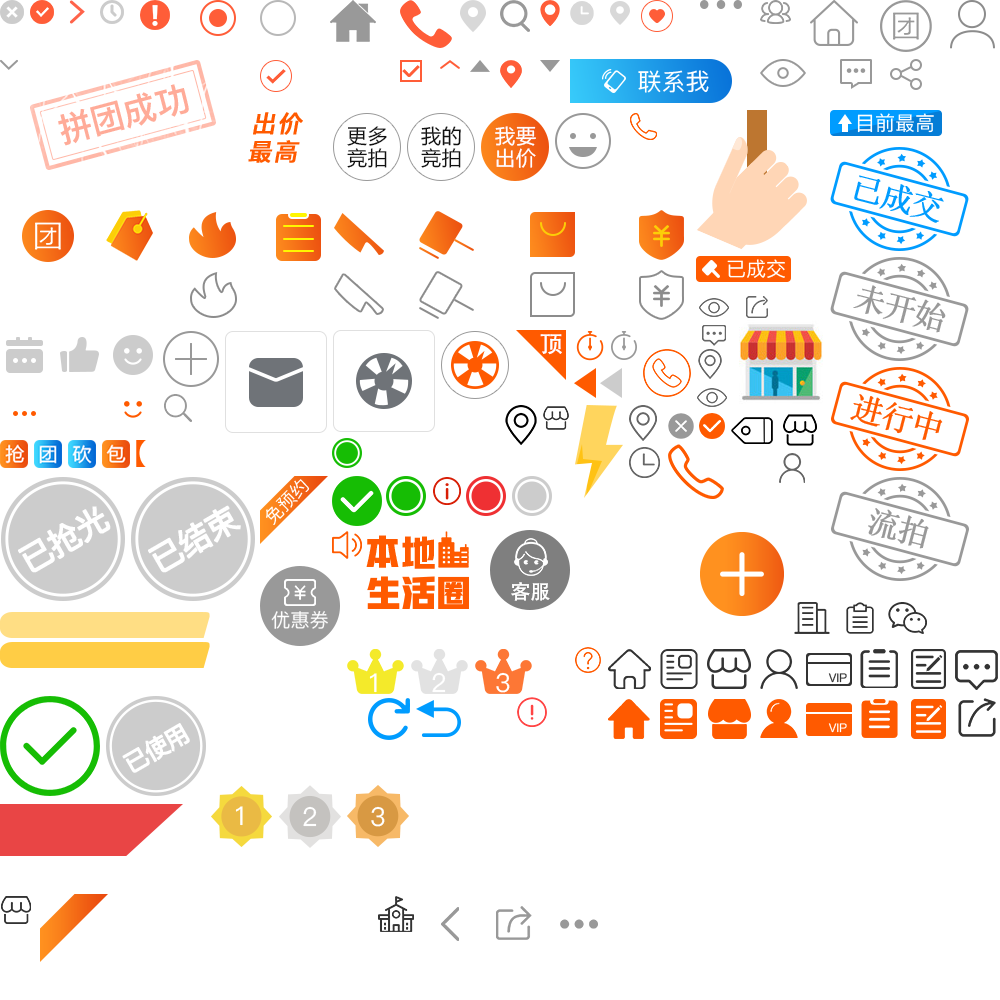 团
拼团成功
联系我
出价
最高
更多
竞拍
我的
竞拍
我要
出价
目前最高
已成交
团
¥
已成交
¥
未开始
顶
进行中
抢
团
砍
包
已抢光
已结束
免预约
流拍
本地
生活圈
¥
优惠券
客服
1
2
3
?
VIP
VIP
已使用
1
2
3